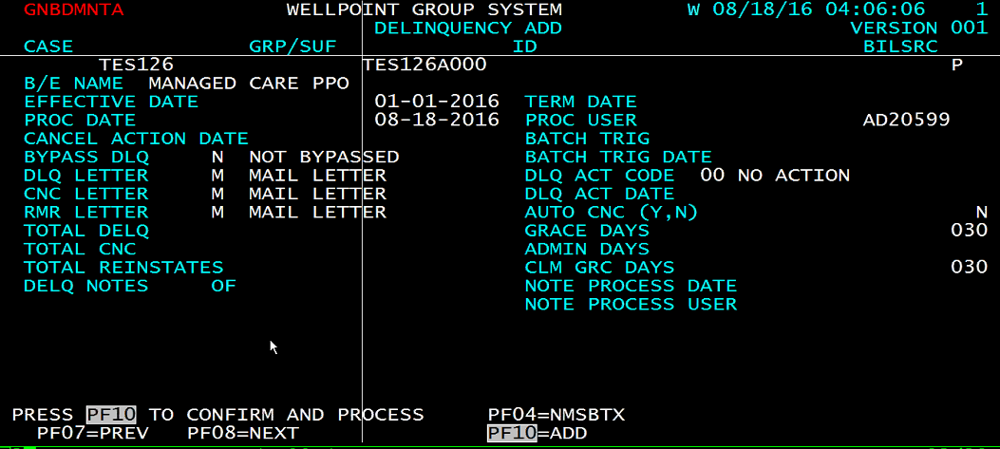 GNBDMNTA WELLPOINT GROUP SYSTEM W 08/18/16 04:06:06 1
DELINQUENCY ADD VERSION 001
CASE GRP/SUF ID BILSRC
TES126 TES126A000 P
B/E NAME MANAGED CARE PPO
EFFECTIVE DATE 01-01-2016 TERM DATE
PROC DATE 08-18-2016 PROC USER AD20599
CANCEL ACTION DATE BATCH TRIG
BYPASS DLQ N NOT BYPASSED BATCH TRIG DATE
DLQ LETTER M MAIL LETTER DLQ ACT CODE 00 NO ACTION
CNC LETTER M MAIL LETTER DLQ ACT DATE
RMR LETTER M MAIL LETTER AUTO CNC (Y,N) N
TOTAL DELQ GRACE DAYS 030
TOTAL CNC ADMIN DAYS
TOTAL REINSTATES CLM GRC DAYS 030
DELQ NOTES OF NOTE PROCESS DATE
NOTE PROCESS USER
PRESS PF10 TO CONFIRM AND PROCESS PF04=NMSBTX
PF07=PREV PF08=NEXT PF10=ADD